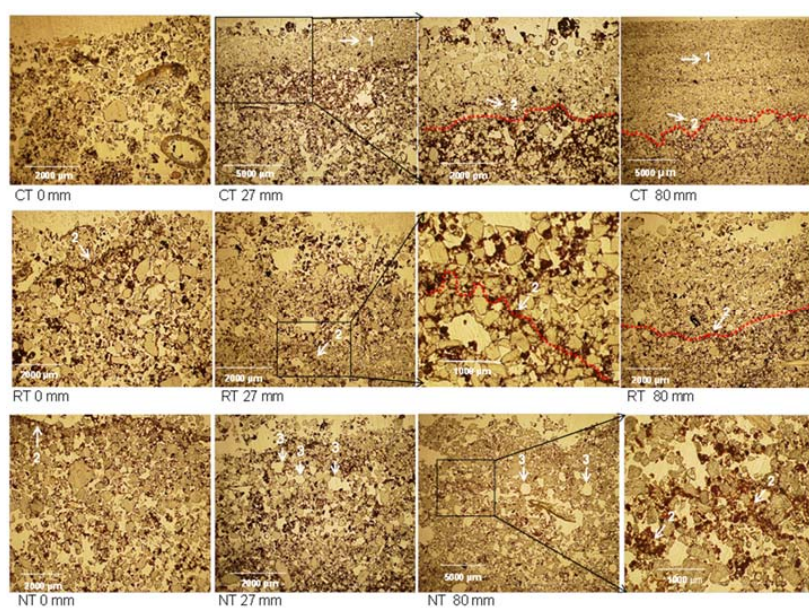 1
2
1
2
2000 µm
5000 µm
2000 µm
5000 µm
CT 0 mm
CT 27 mm
CT 80 mm
2
2
2
2
2000 µm
2000 µm
1000 µm
2000 µm
RT 0 mm
RT 27 mm
RT 80 mm
2
3
3
3
3
3
2
2
2000 µm
2000 µm
5000 µm
1000 µm
NT 0 mm
NT 27 mm
NT 80 mm